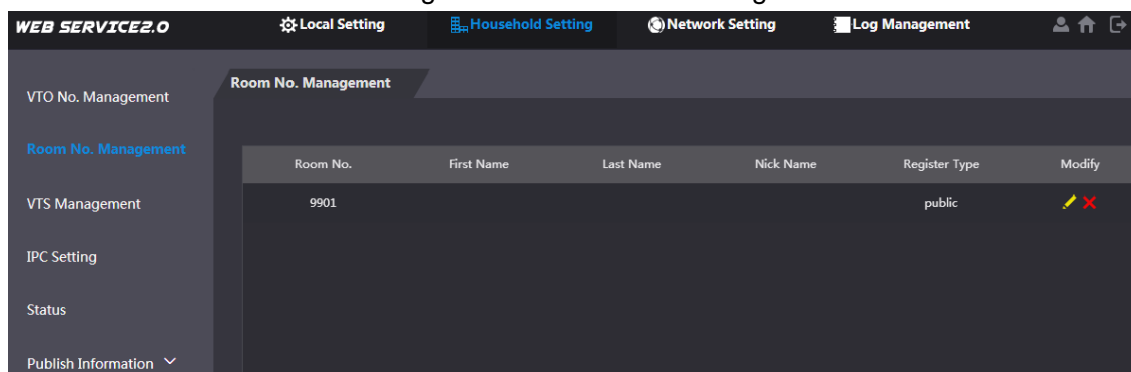 WEB SERVICE2.0 Local Setting Household Setting Network Setting Log Management
VTO No. Management
Room No. Management
VTS Management
IPC Setting
Status
Publish Information
Room No. Management
Room No. First Name Last Name Nick Name Register Type Modify
9901 public